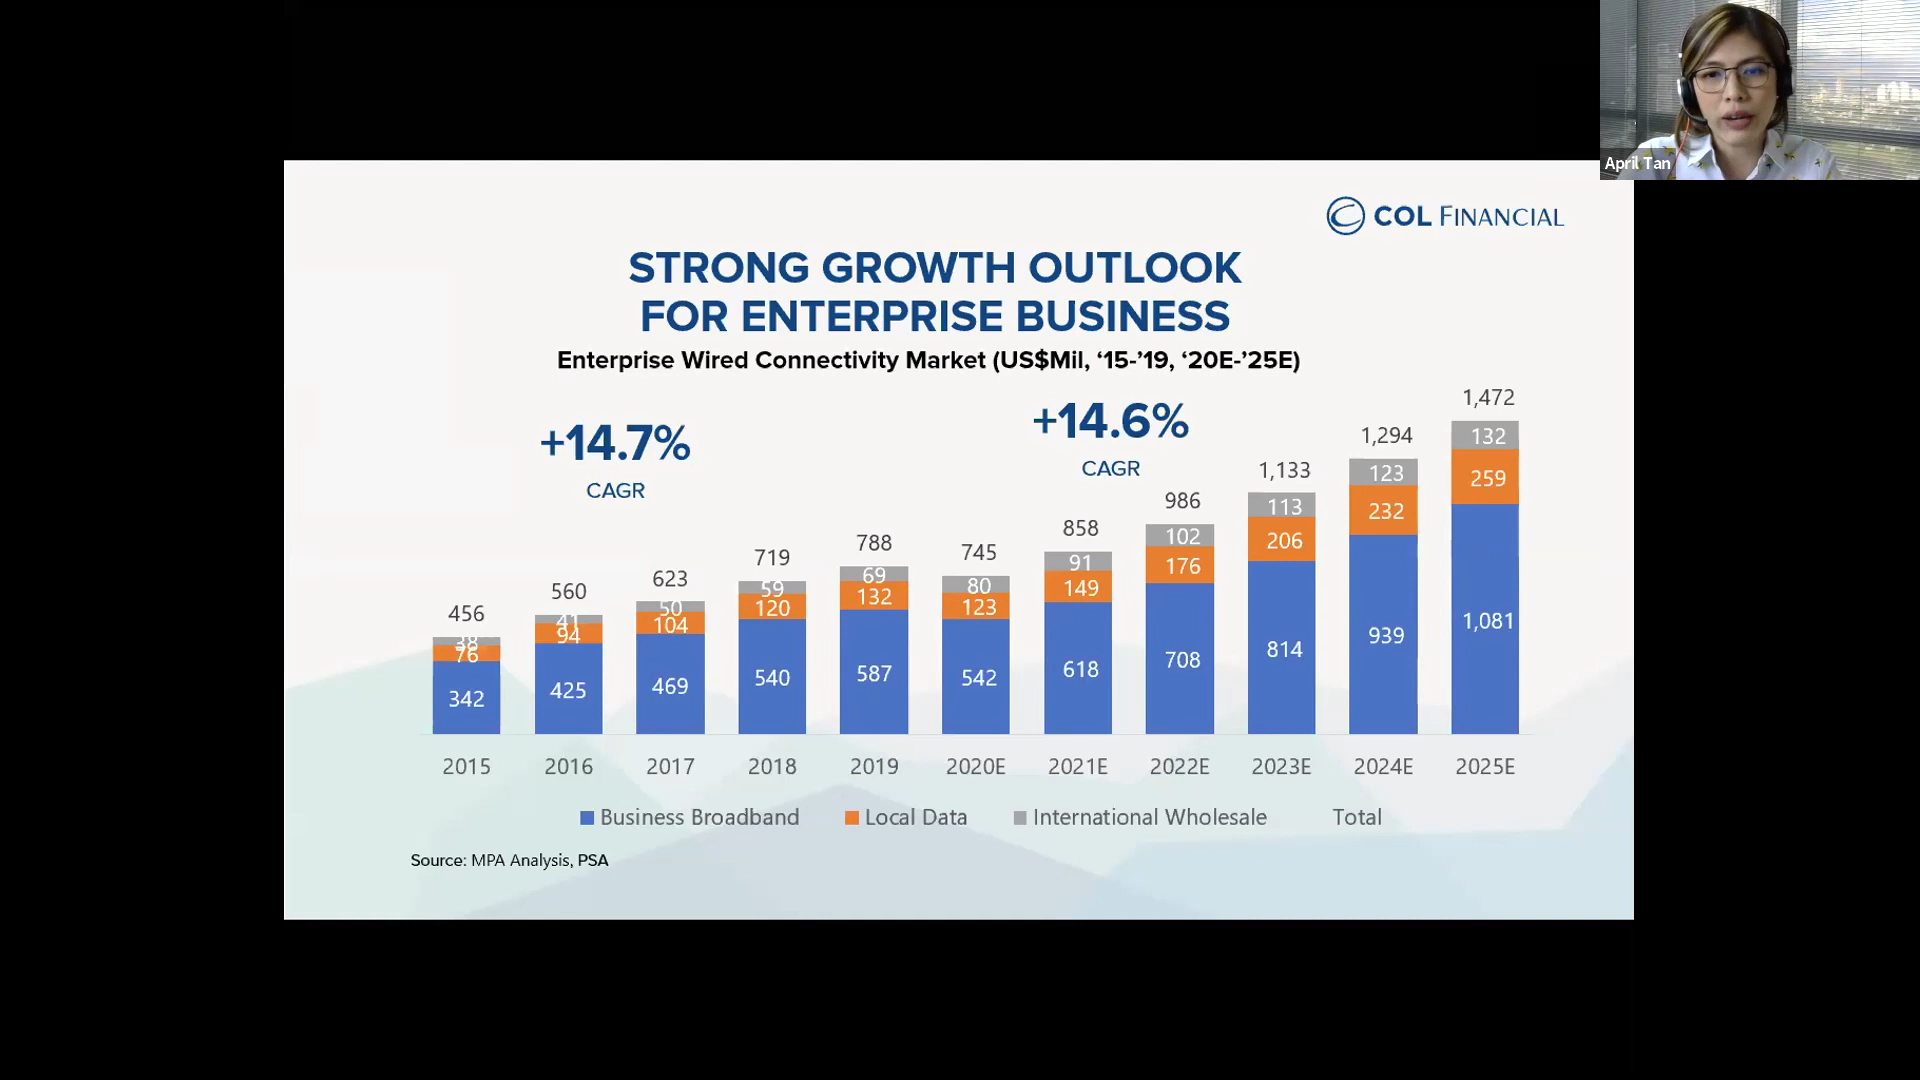 April Tan
COL FINANCIAL
STRONG GROWTH OUTLOOK
FOR ENTERPRISE BUSINESS
Enterprise Wired Connectivity Market (US$Mil, ‘15-’19, ‘20E-’25E)
+14.7%
CAGR
+14.6%
CAGR
456 560 623 719 788 745 858 986 1,133 1,294 1,472
38 41 50 59 69 80 91 102 113 123 132
76 94 104 120 132 123 149 176 206 232 259
342 425 469 540 587 542 618 708 814 939 1,081
2015 2016 2017 2018 2019 2020E 2021E 2022E 2023E 2024E 2025E
Business Broadband Local Data International Wholesale Total
Source: MPA Analysis, PSA